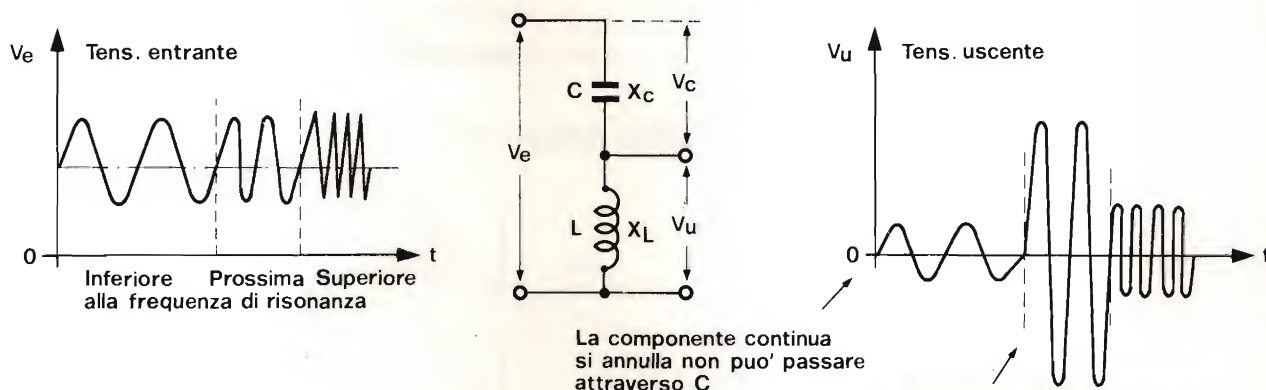 Ve
Tens. entrante
0
t
Inferiore Prossima Superiore
alla frequenza di risonanza
Ve
C
Xc
Vc
L
XL
Vu
La componente continua
si annulla non puo' passare
attraverso C
Vu
Tens. uscente
0
t